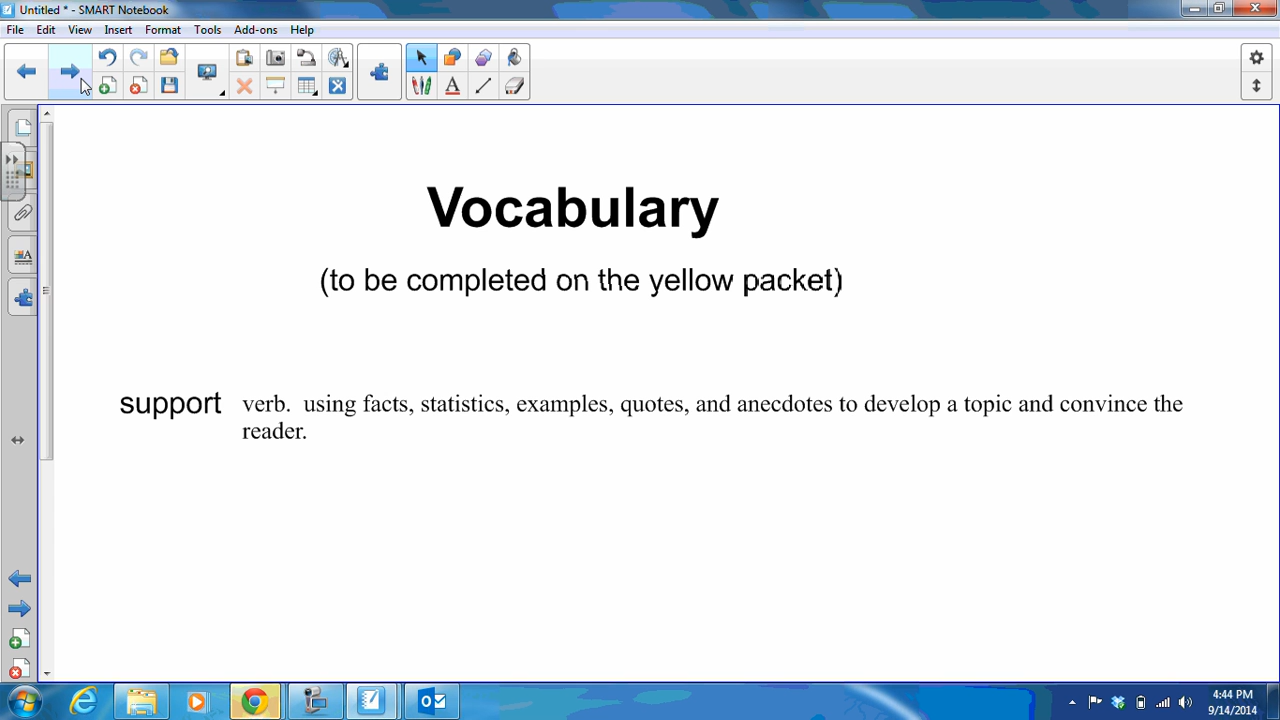 Untitled * - SMART Notebook
File Edit View Insert Format Tools Add-ons Help
Vocabulary
(to be completed on the yellow packet)
support verb. using facts, statistics, examples, quotes, and anecdotes to develop a topic and convince the
reader.
4:44 PM
9/14/2014